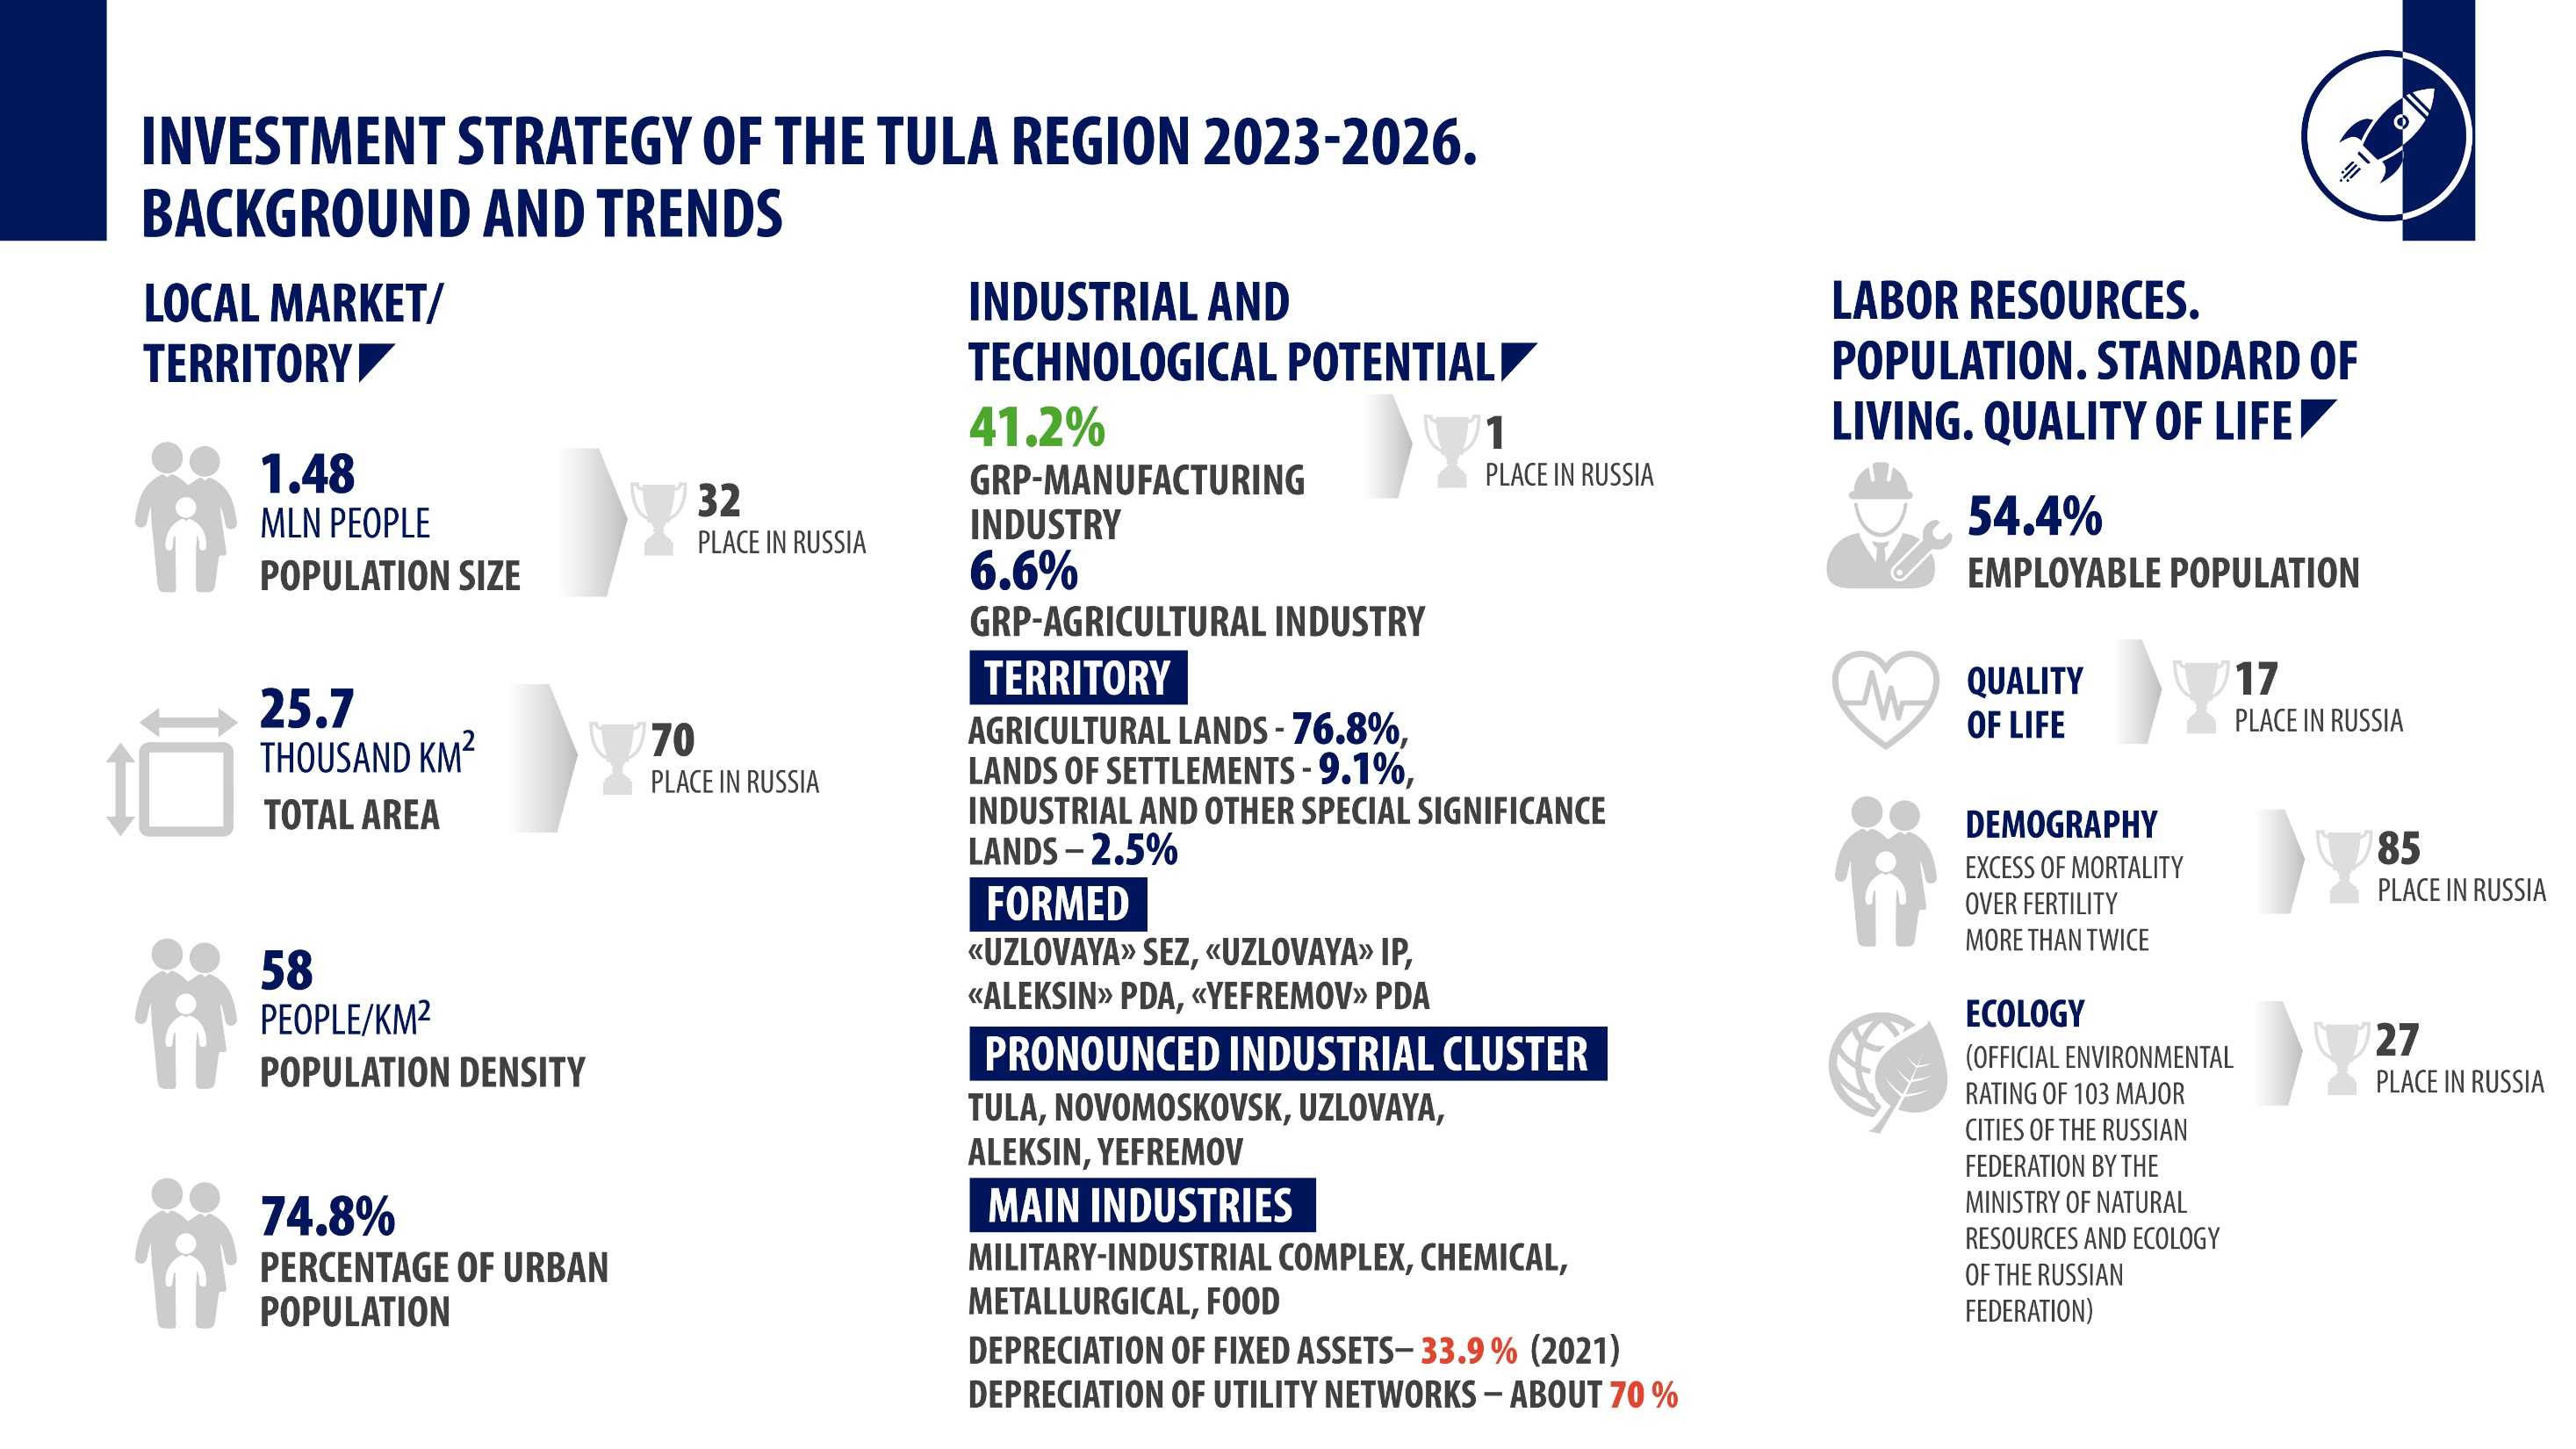 INVESTMENT STRATEGY OF THE TULA REGION 2023-2026.
BACKGROUND AND TRENDS
LOCAL MARKET/
TERRITORY
1.48
MLN PEOPLE
POPULATION SIZE
32
PLACE IN RUSSIA
25.7
THOUSAND KM²
TOTAL AREA
70
PLACE IN RUSSIA
58
PEOPLE/KM²
POPULATION DENSITY
74.8%
PERCENTAGE OF URBAN
POPULATION
INDUSTRIAL AND
TECHNOLOGICAL POTENTIAL
41.2%
GRP-MANUFACTURING
INDUSTRY
1
PLACE IN RUSSIA
6.6%
GRP-AGRICULTURAL INDUSTRY
TERRITORY
AGRICULTURAL LANDS - 76.8%,
LANDS OF SETTLEMENTS - 9.1%,
INDUSTRIAL AND OTHER SPECIAL SIGNIFICANCE
LANDS – 2.5%
FORMED
«UZLOVAYA» SEZ, «UZLOVAYA» IP,
«ALEKSIN» PDA, «YEFREMOV» PDA
PRONOUNCED INDUSTRIAL CLUSTER
TULA, NOVOMOSKOVSK, UZLOVAYA,
ALEKSIN, YEFREMOV
MAIN INDUSTRIES
MILITARY-INDUSTRIAL COMPLEX, CHEMICAL,
METALLURGICAL, FOOD
DEPRECIATION OF FIXED ASSETS– 33.9 % (2021)
DEPRECIATION OF UTILITY NETWORKS – ABOUT 70 %
LABOR RESOURCES.
POPULATION. STANDARD OF
LIVING. QUALITY OF LIFE
54.4%
EMPLOYABLE POPULATION
QUALITY
OF LIFE
17
PLACE IN RUSSIA
DEMOGRAPHY
EXCESS OF MORTALITY
OVER FERTILITY
MORE THAN TWICE
85
PLACE IN RUSSIA
ECOLOGY
(OFFICIAL ENVIRONMENTAL
RATING OF 103 MAJOR
CITIES OF THE RUSSIAN
FEDERATION BY THE
MINISTRY OF NATURAL
RESOURCES AND ECOLOGY
OF THE RUSSIAN
FEDERATION)
27
PLACE IN RUSSIA